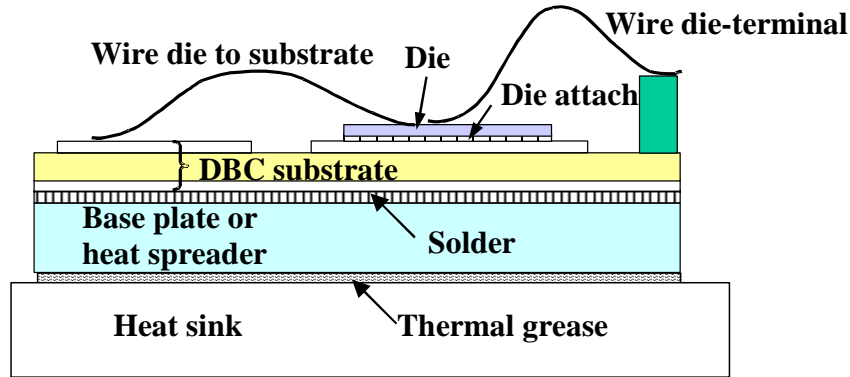 Wire die-terminal
Wire die to substrate
Die
Die attach
DBC substrate
Base plate or
heat spreader
Solder
Heat sink
Thermal grease